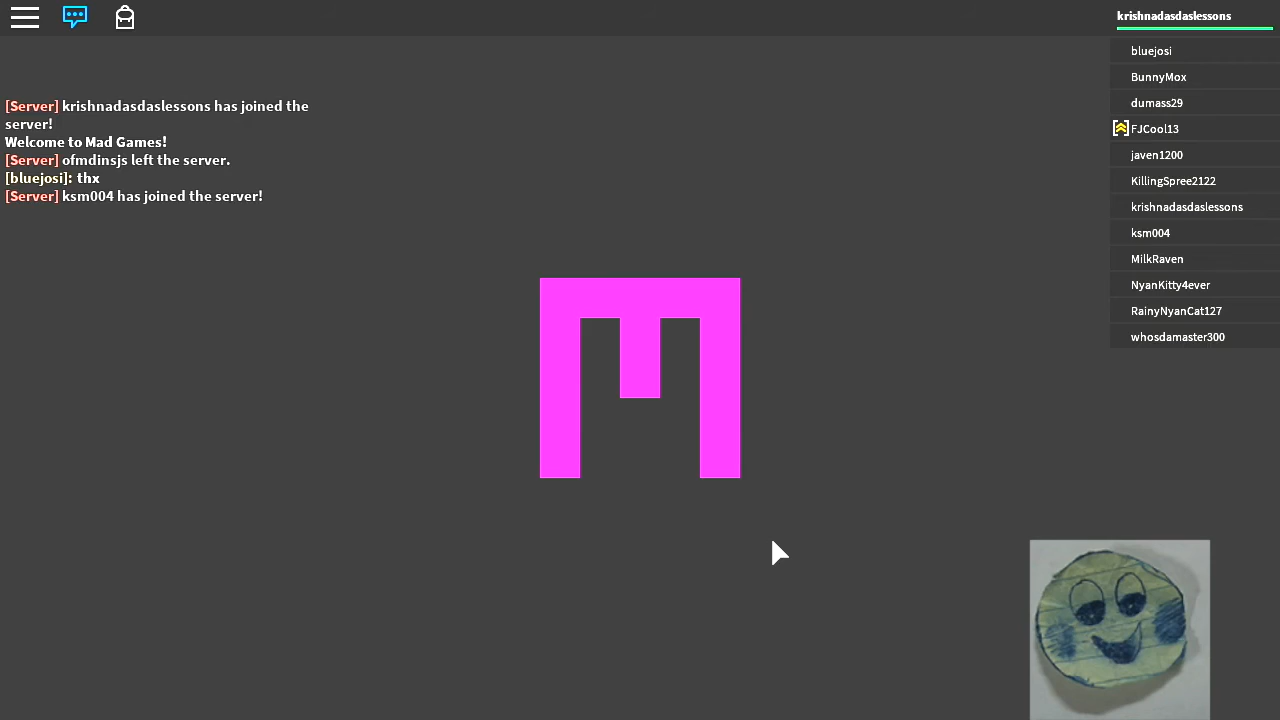 krishnadasdaslessons
bluejosi
BunnyMox
dumass29
FJCool13
javen1200
KillingSpree2122
krishnadasdaslessons
ksm004
MilkRaven
NyanKitty4ever
RainyNyanCat127
whosdamaster300
[Server] krishnadasdaslessons has joined the
server!
Welcome to Mad Games!
[Server] ofmdinsjs left the server.
[bluejosi]: thx
[Server] ksm004 has joined the server!
M